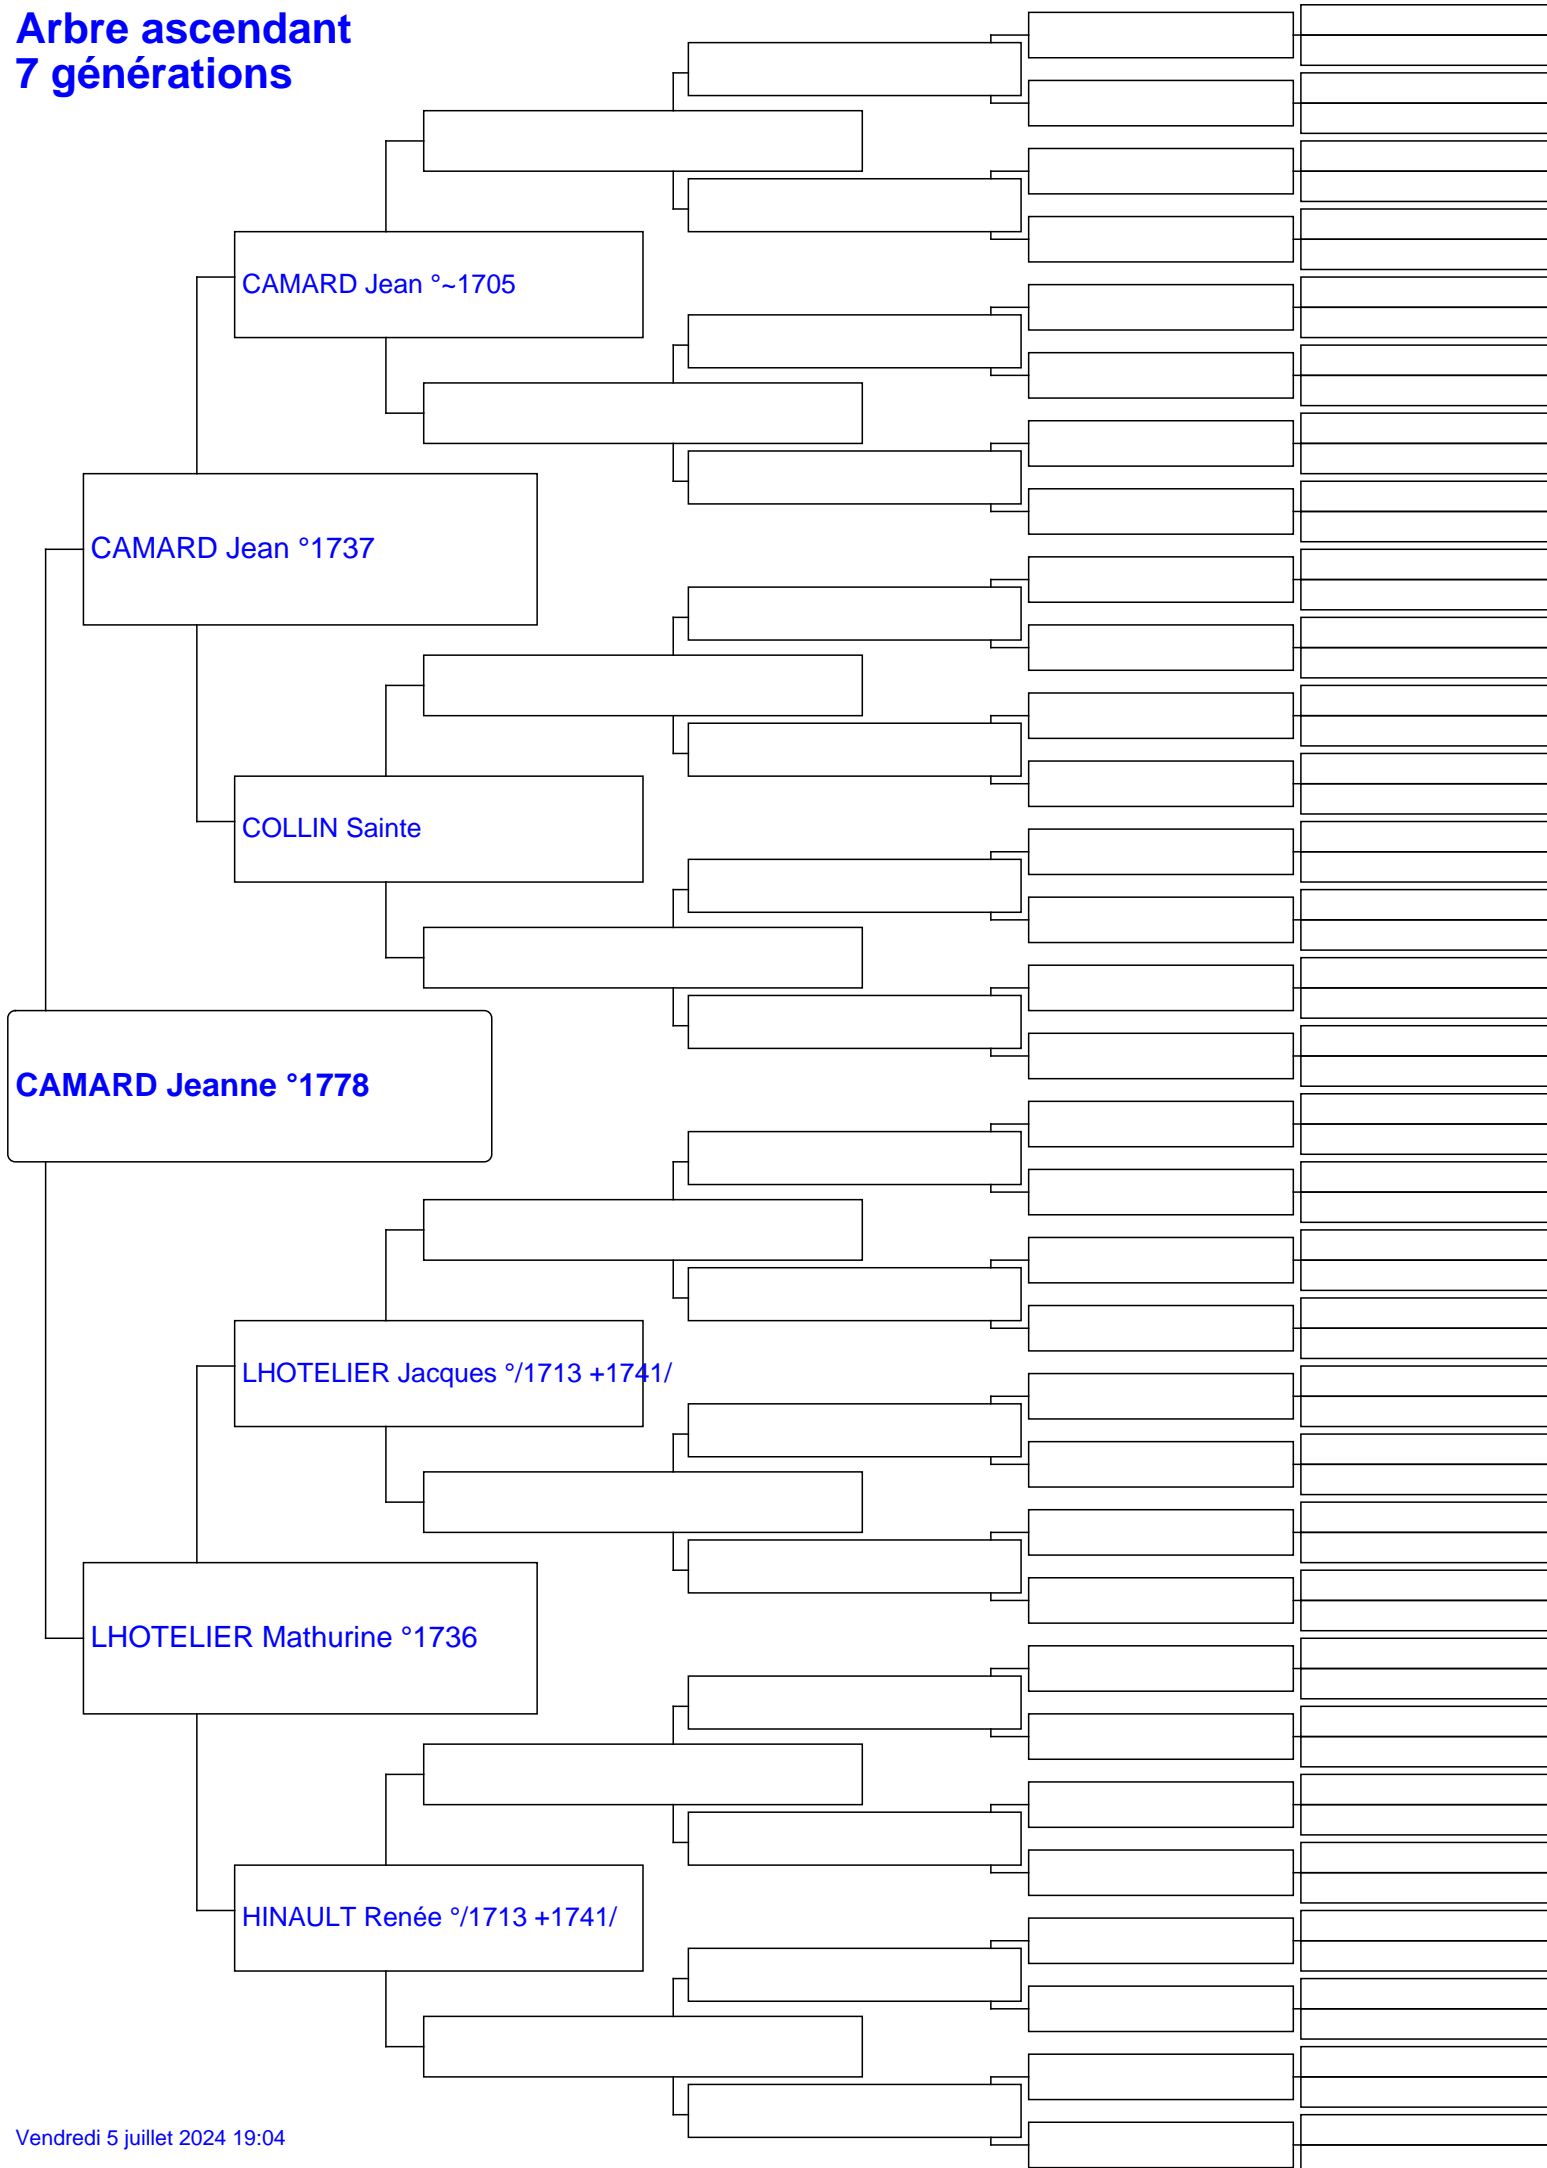 Arbre ascendant
7 générations
CAMARD Jean °~1705
CAMARD Jean °1737
COLLIN Sainte
CAMARD Jeanne °1778
LHOTELIER Jacques °/1713 +1741/
LHOTELIER Mathurine °1736
HINAULT Renée °/1713 +1741/
Vendredi 5 juillet 2024 19:04